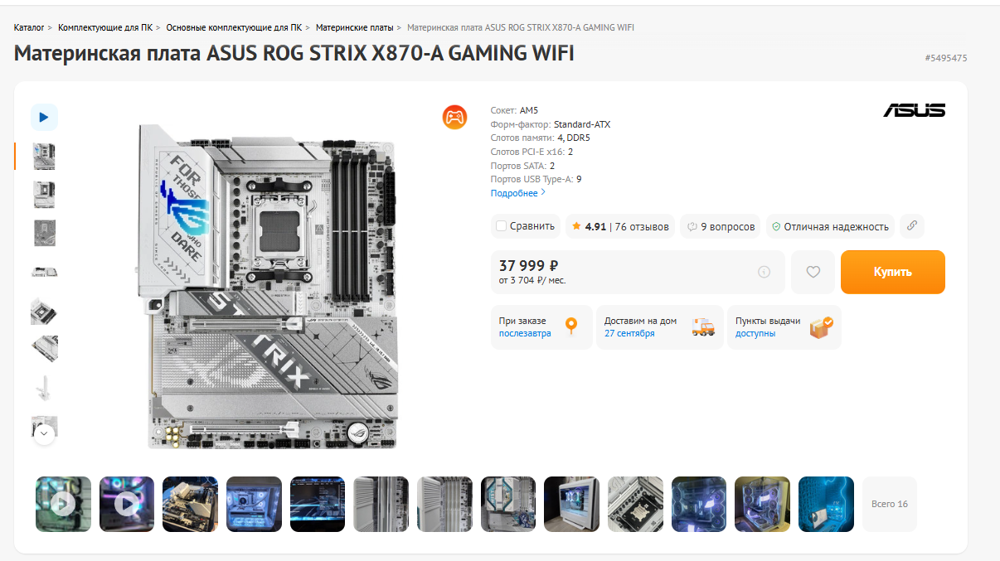 Каталог > Комплектующие для ПК > Основные комплектующие для ПК > Материнские платы > Материнская плата ASUS ROG STRIX X870-A GAMING WIFI
Материнская плата ASUS ROG STRIX X870-A GAMING WIFI
#5495475
ASUS
Сокет: AM5
Форм-фактор: Standard-ATX
Слотов памяти: 4, DDR5
Слотов PCI-E x16: 2
Портов SATA: 2
Портов USB Type-A: 9
Подробнее >
FOR
THOSE
WHO
DARE
STRIX
Сравнить
4.91 | 76 отзывов
9 вопросов
Отличная надежность
37 999 ₽
от 3 704 ₽/ мес.
Купить
При заказе
послезавтра
Доставим на дом
27 сентября
Пункты выдачи
доступны
Всего 16